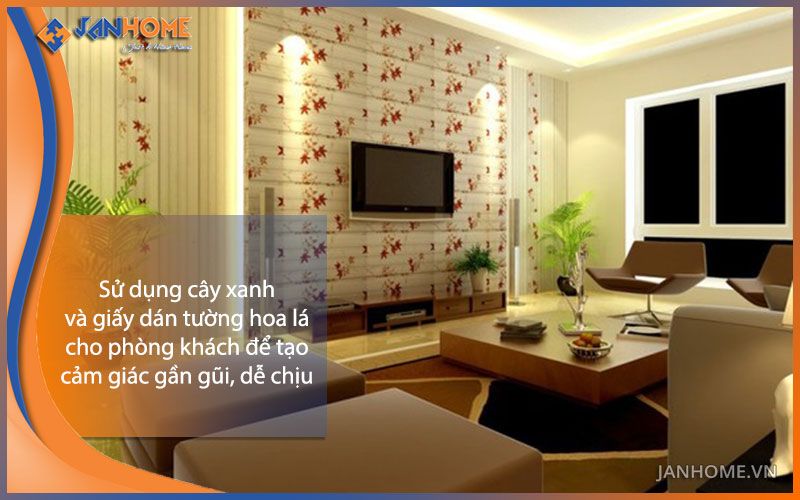 JANHOME
Sử dụng cây xanh
và giấy dán tường hoa lá
cho phòng khách để tạo
cảm giác gần gũi, dễ chịu
JANHOME.VN